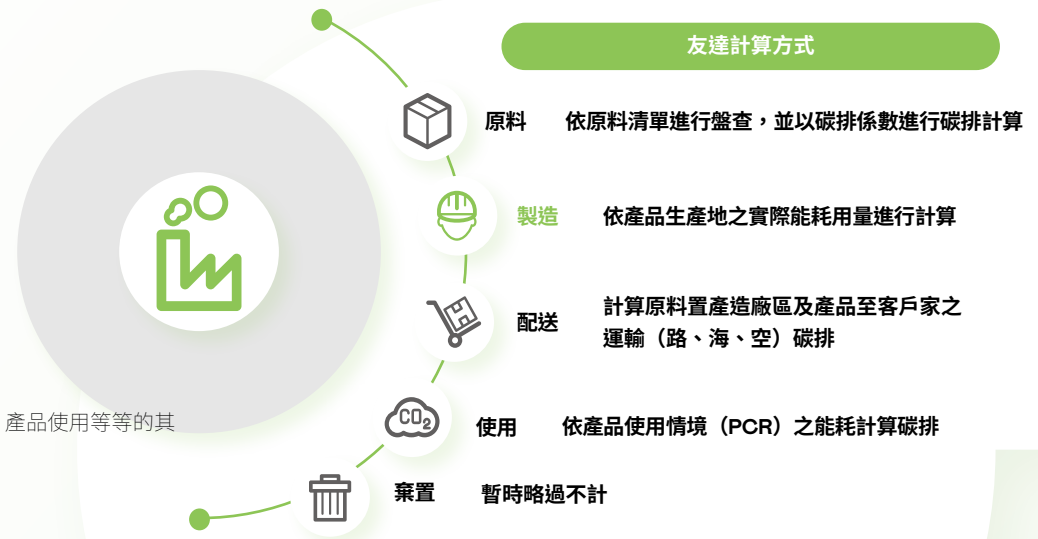 友達計算方式
原料
依原料清單進行盤查，並以碳排係數進行碳排計算
製造
依產品生產地之實際能耗用量進行計算
配送
計算原料置產造廠區及產品至客戶家之
運輸（路、海、空）碳排
產品使用等等的其
CO2
使用
依產品使用情境（PCR）之能耗計算碳排
棄置
暫時略過不計